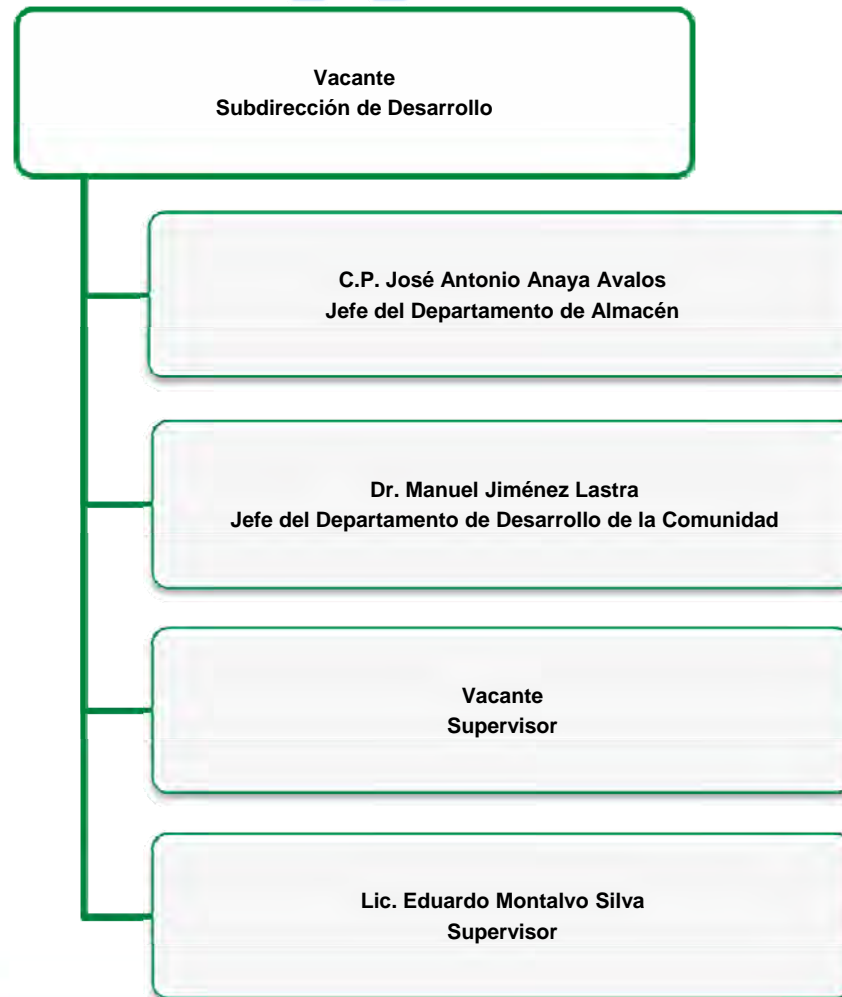 Vacante
Subdirección de Desarrollo
C.P. José Antonio Anaya Avalos
Jefe del Departamento de Almacén
Dr. Manuel Jiménez Lastra
Jefe del Departamento de Desarrollo de la Comunidad
Vacante
Supervisor
Lic. Eduardo Montalvo Silva
Supervisor